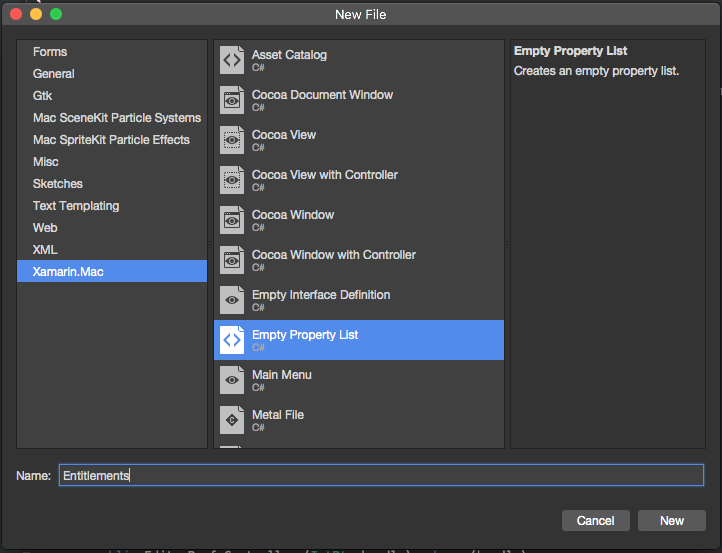 New File
Forms
General
Gtk
Mac SceneKit Particle Systems
Mac SpriteKit Particle Effects
Misc
Sketches
Text Templating
Web
XML
Xamarin.Mac
Asset Catalog
C#
Cocoa Document Window
C#
Cocoa View
C#
Cocoa View with Controller
C#
Cocoa Window
C#
Cocoa Window with Controller
C#
Empty Interface Definition
C#
Empty Property List
C#
Main Menu
C#
Metal File
C#
Empty Property List
Creates an empty property list.
Name: Entitlements
Cancel New